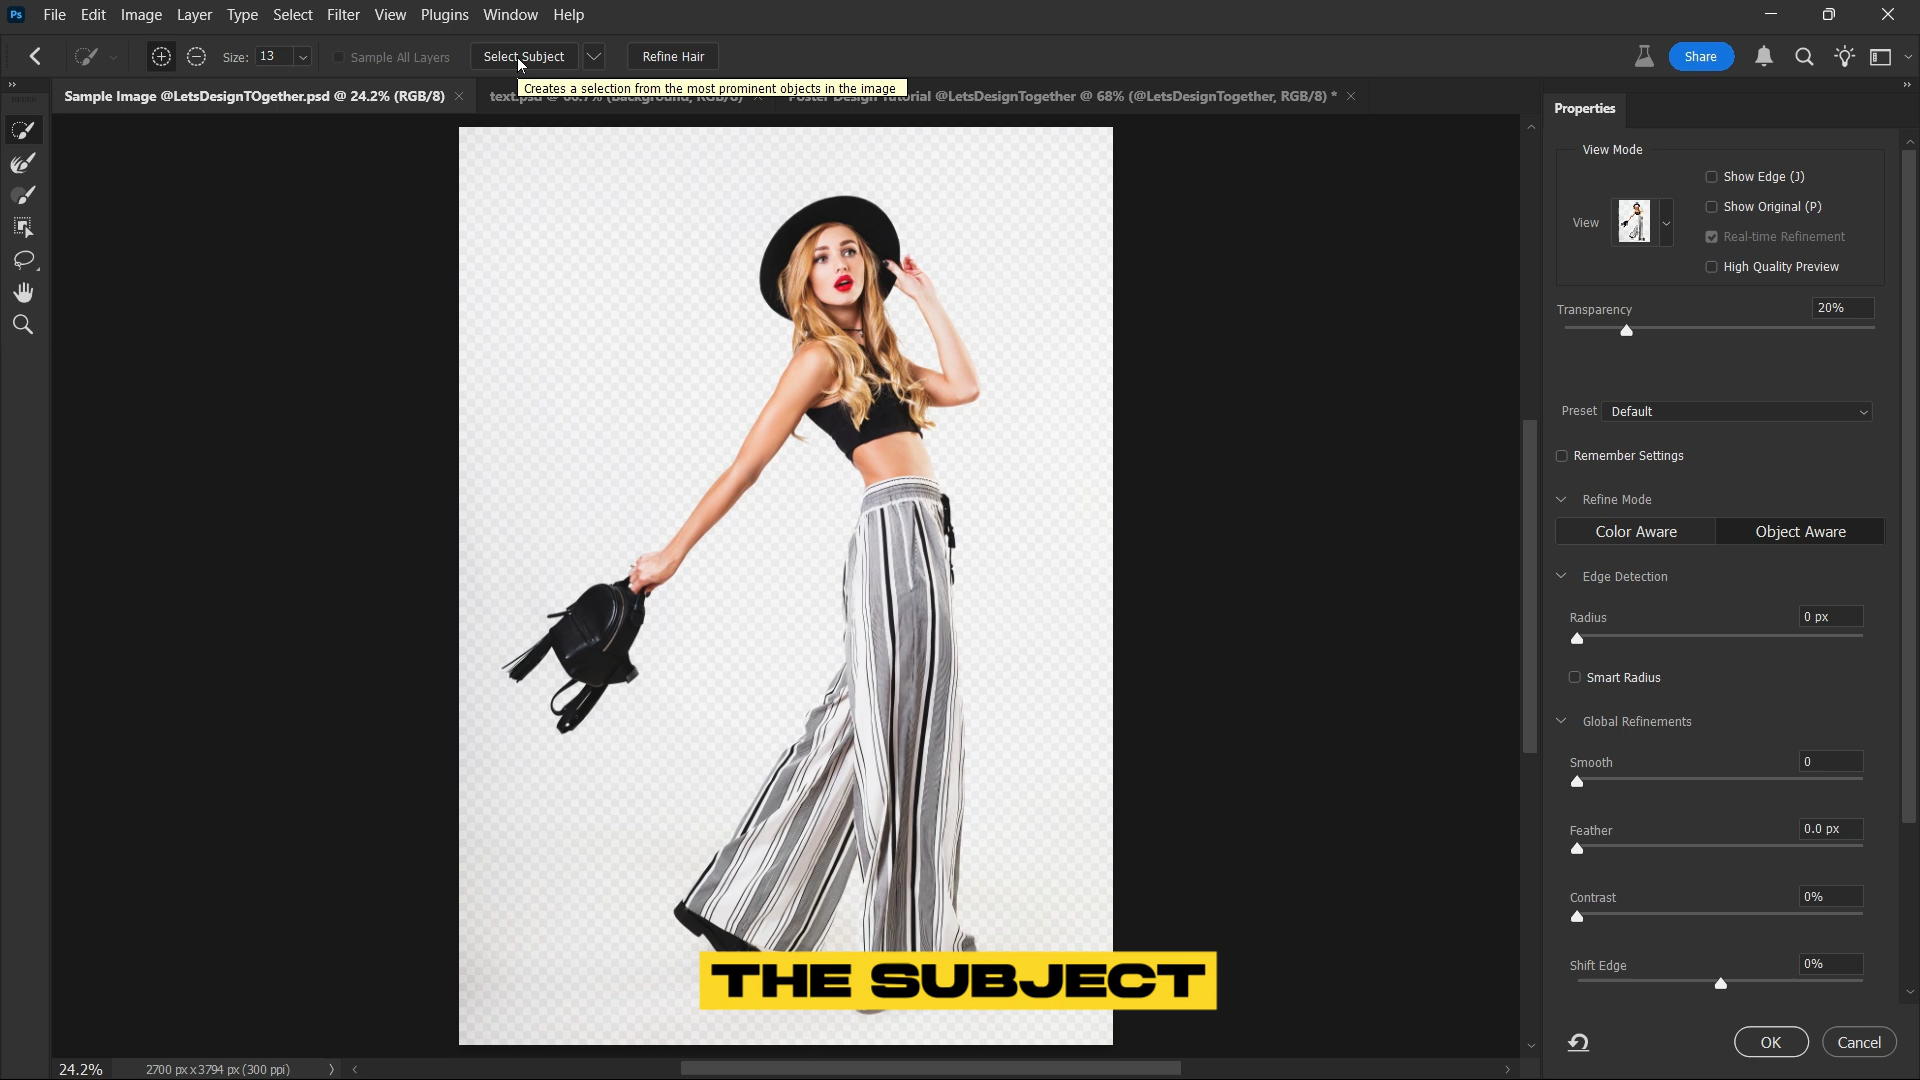 Ps File Edit Image Layer Type Select Filter View Plugins Window Help
Size: 13 Sample All Layers Select Subject Refine Hair Share
Creates a selection from the most prominent objects in the image
Sample Image @LetsDesignTOgether.psd @ 24.2% (RGB/8) @LetsDesignTogether @ 68% (@LetsDesignTogether, RGB/8) *
Properties
View Mode
Show Edge (J)
View
Show Original (P)
Real-time Refinement
High Quality Preview
Transparency 20%
Preset Default
Remember Settings
Refine Mode
Color Aware Object Aware
Edge Detection
Radius 0 px
Smart Radius
Global Refinements
Smooth 0
Feather 0.0 px
Contrast 0%
Shift Edge 0%
THE SUBJECT
OK Cancel
24.2% 2700 px x 3794 px (300 ppi)